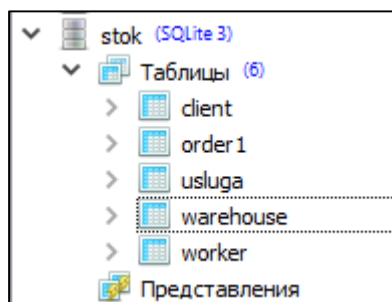 stok (SQLite 3)
Таблицы (6)
client
order1
usluga
warehouse
worker
Представления